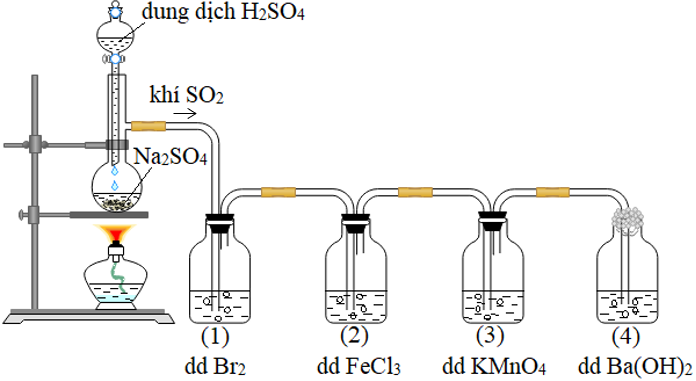 dung dịch H2SO4
khí SO2
Na2SO4
(1) (2) (3) (4)
dd Br2 dd FeCl3 dd KMnO4 dd Ba(OH)2